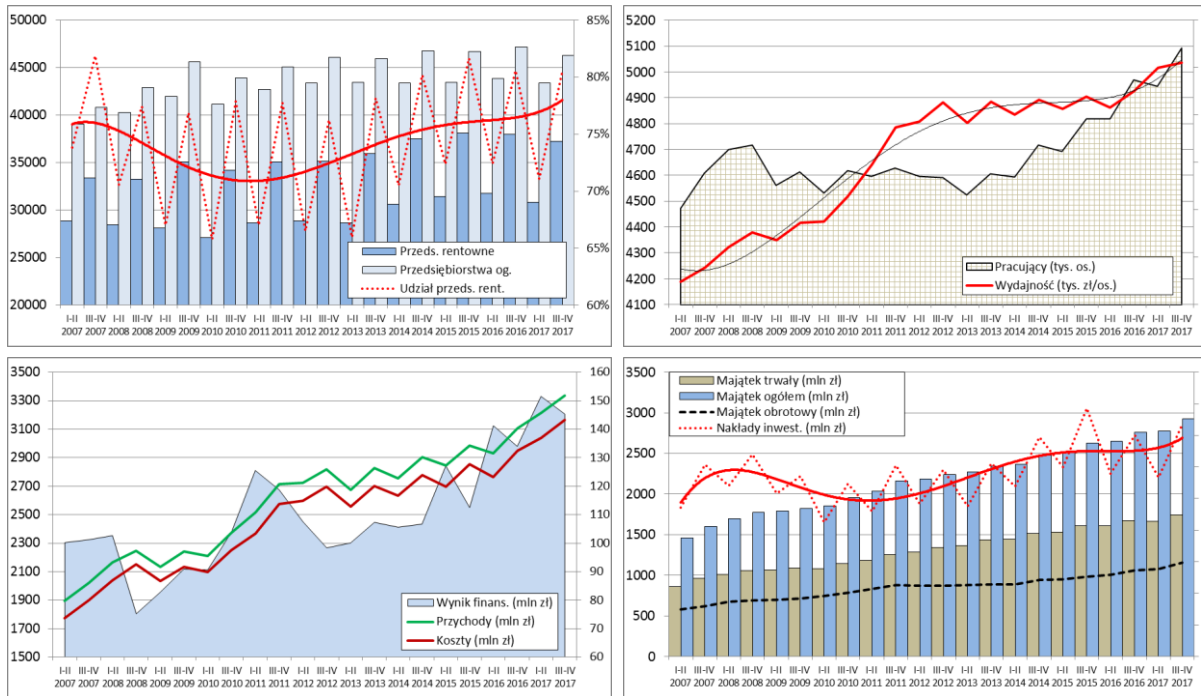 50000
45000
40000
35000
30000
25000
20000
85%
80%
75%
70%
65%
60%
Przeds. rentowne
Przedsiębiorstwa og.
Udział przeds. rent.
I-II III-IV I-II III-IV I-II III-IV I-II III-IV I-II III-IV I-II III-IV I-II III-IV I-II III-IV I-II III-IV I-II III-IV I-II III-IV
2007 2007 2008 2008 2009 2009 2010 2010 2011 2011 2012 2012 2013 2013 2014 2014 2015 2015 2016 2016 2017 2017
5200
5100
5000
4900
4800
4700
4600
4500
4400
4300
4200
4100
Pracujący (tys. os.)
Wydajność (tys. zł/os.)
I-II III-IV I-II III-IV I-II III-IV I-II III-IV I-II III-IV I-II III-IV I-II III-IV I-II III-IV I-II III-IV I-II III-IV I-II III-IV
2007 2007 2008 2008 2009 2009 2010 2010 2011 2011 2012 2012 2013 2013 2014 2014 2015 2015 2016 2016 2017 2017
3500
3300
3100
2900
2700
2500
2300
2100
1900
1700
1500
160
150
140
130
120
110
100
90
80
70
60
Wynik finans. (mln zł)
Przychody (mln zł)
Koszty (mln zł)
I-II III-IV I-II III-IV I-II III-IV I-II III-IV I-II III-IV I-II III-IV I-II III-IV I-II III-IV I-II III-IV I-II III-IV I-II III-IV
2007 2007 2008 2008 2009 2009 2010 2010 2011 2011 2012 2012 2013 2013 2014 2014 2015 2015 2016 2016 2017 2017
3500
3000
2500
2000
1500
1000
500
0
Majątek trwały (mln zł)
Majątek ogółem (mln zł)
Majątek obrotowy (mln zł)
Nakłady inwest. (mln zł)
I-II III-IV I-II III-IV I-II III-IV I-II III-IV I-II III-IV I-II III-IV I-II III-IV I-II III-IV I-II III-IV I-II III-IV I-II III-IV
2007 2007 2008 2008 2009 2009 2010 2010 2011 2011 2012 2012 2013 2013 2014 2014 2015 2015 2016 2016 2017 2017